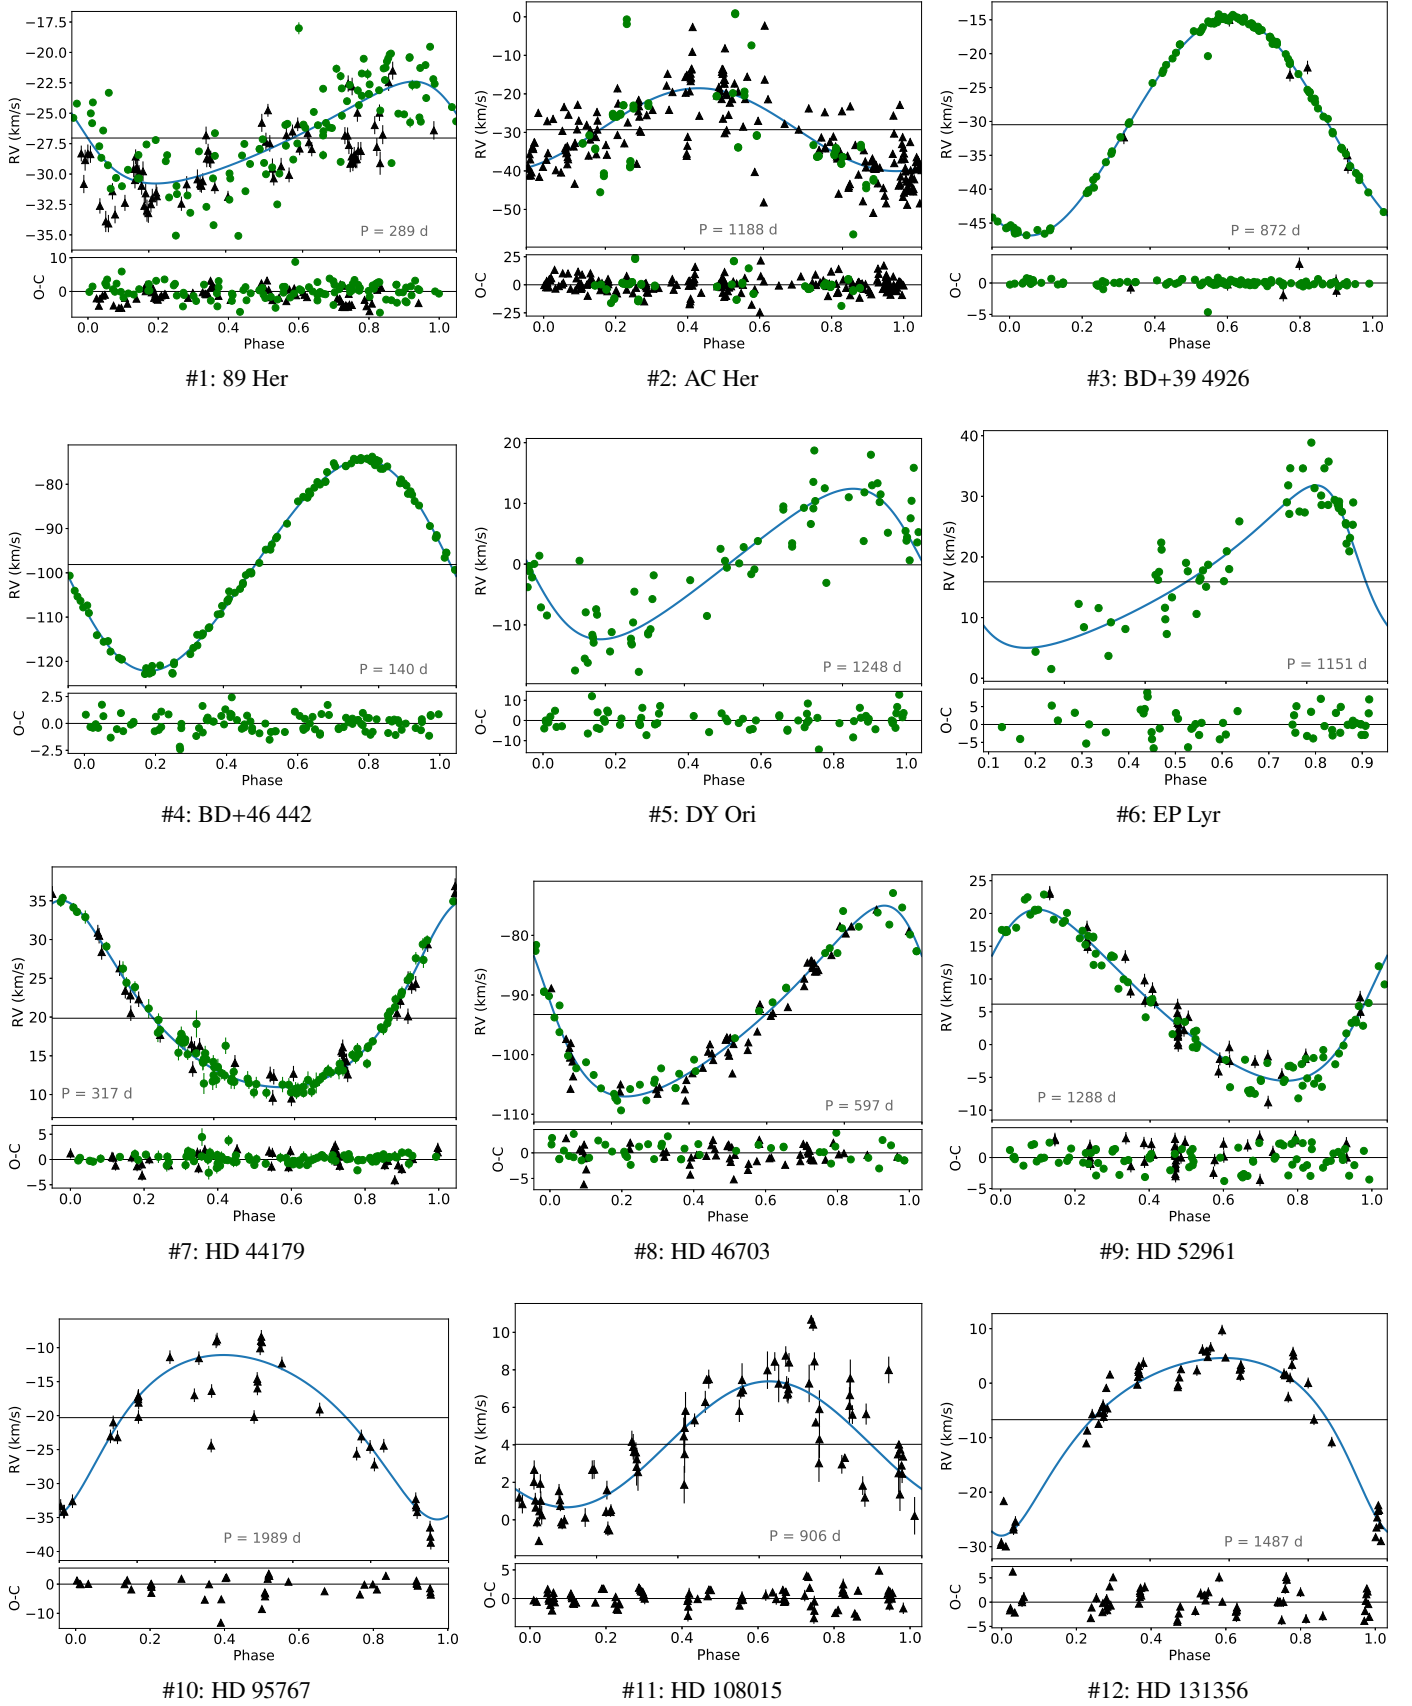 −17.5
−20.0
−22.5
−25.0
−27.5
−30.0
−32.5
−35.0
RV (km/s)
P = 289 d
10
0
O-C
0.0 0.2 0.4 0.6 0.8 1.0
Phase
#1: 89 Her
0
−10
−20
−30
−40
−50
RV (km/s)
P = 1188 d
25
0
−25
O-C
0.0 0.2 0.4 0.6 0.8 1.0
Phase
#2: AC Her
−15
−20
−25
−30
−35
−40
−45
RV (km/s)
P = 872 d
0
−5
O-C
0.0 0.2 0.4 0.6 0.8 1.0
Phase
#3: BD+39 4926
−80
−90
−100
−110
−120
RV (km/s)
P = 140 d
2.5
0.0
−2.5
O-C
0.0 0.2 0.4 0.6 0.8 1.0
Phase
#4: BD+46 442
20
10
0
−10
RV (km/s)
P = 1248 d
10
0
−10
O-C
0.0 0.2 0.4 0.6 0.8 1.0
Phase
#5: DY Ori
40
30
20
10
0
RV (km/s)
P = 1151 d
5
0
−5
O-C
0.1 0.2 0.3 0.4 0.5 0.6 0.7 0.8 0.9
Phase
#6: EP Lyr
35
30
25
20
15
10
RV (km/s)
P = 317 d
5
0
−5
O-C
0.0 0.2 0.4 0.6 0.8 1.0
Phase
#7: HD 44179
−80
−90
−100
−110
RV (km/s)
P = 597 d
0
−5
O-C
0.0 0.2 0.4 0.6 0.8 1.0
Phase
#8: HD 46703
25
20
15
10
5
0
−5
−10
RV (km/s)
P = 1288 d
0
−5
O-C
0.0 0.2 0.4 0.6 0.8 1.0
Phase
#9: HD 52961
−10
−15
−20
−25
−30
−35
−40
RV (km/s)
P = 1989 d
0
−10
O-C
0.0 0.2 0.4 0.6 0.8 1.0
Phase
#10: HD 95767
10
8
6
4
2
0
RV (km/s)
P = 906 d
5
0
O-C
0.0 0.2 0.4 0.6 0.8 1.0
Phase
#11: HD 108015
10
0
−10
−20
−30
RV (km/s)
P = 1487 d
5
0
−5
O-C
0.0 0.2 0.4 0.6 0.8 1.0
Phase
#12: HD 131356